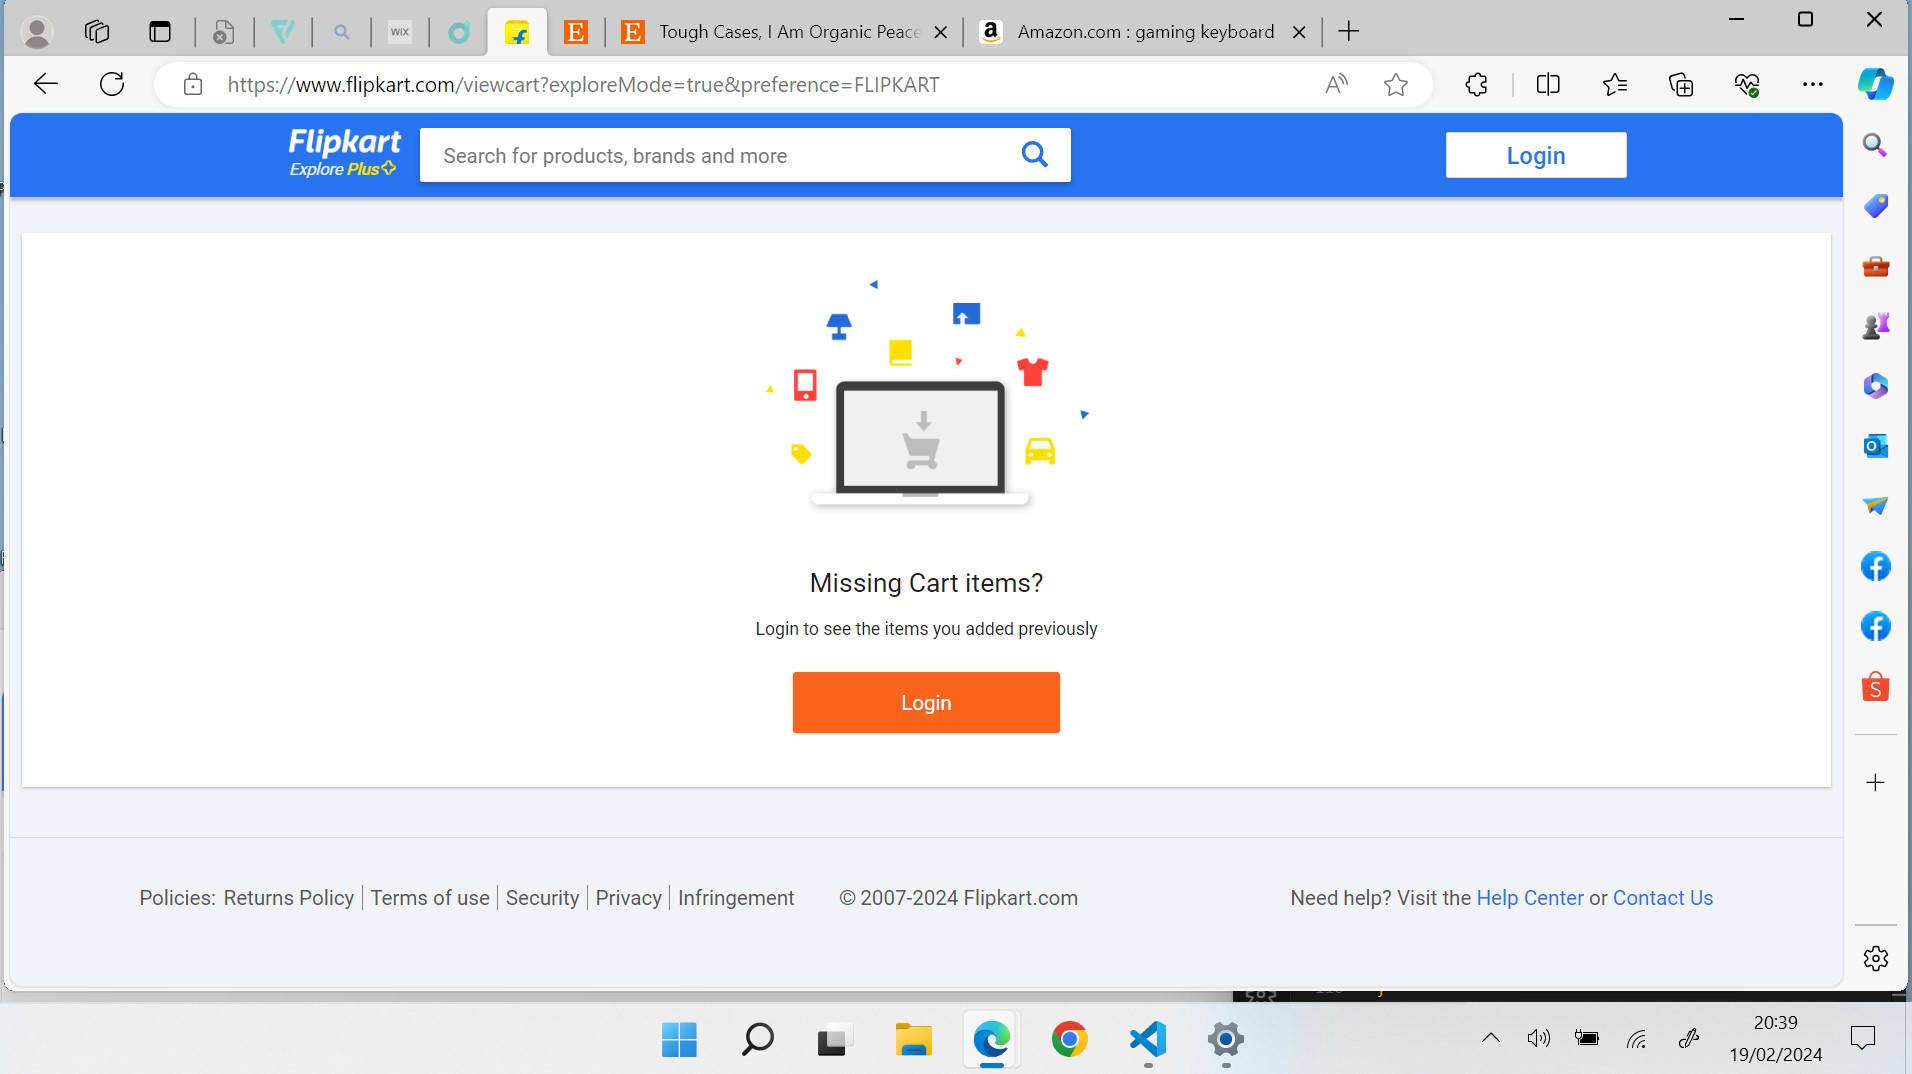 WIX
Tough Cases, I Am Organic Peace
Amazon.com : gaming keyboard
https://www.flipkart.com/viewcart?exploreMode=true&preference=FLIPKART
Flipkart
Explore Plus
Search for products, brands and more
Login
Missing Cart items?
Login to see the items you added previously
Login
Policies: Returns Policy Terms of use Security Privacy Infringement © 2007-2024 Flipkart.com Need help? Visit the Help Center or Contact Us
20:39
19/02/2024